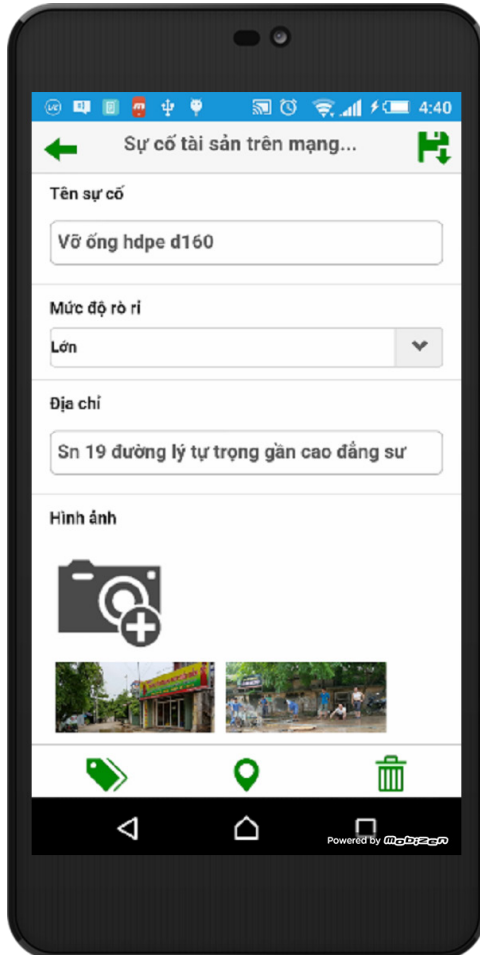 4:40
Sự cố tài sản trên mạng...
Tên sự cố
Vỡ ống hdpe d160
Mức độ rò rỉ
Lớn
Địa chỉ
Sn 19 đường lý tự trọng gần cao đẳng sư
Hình ảnh
Powered by Mobizen